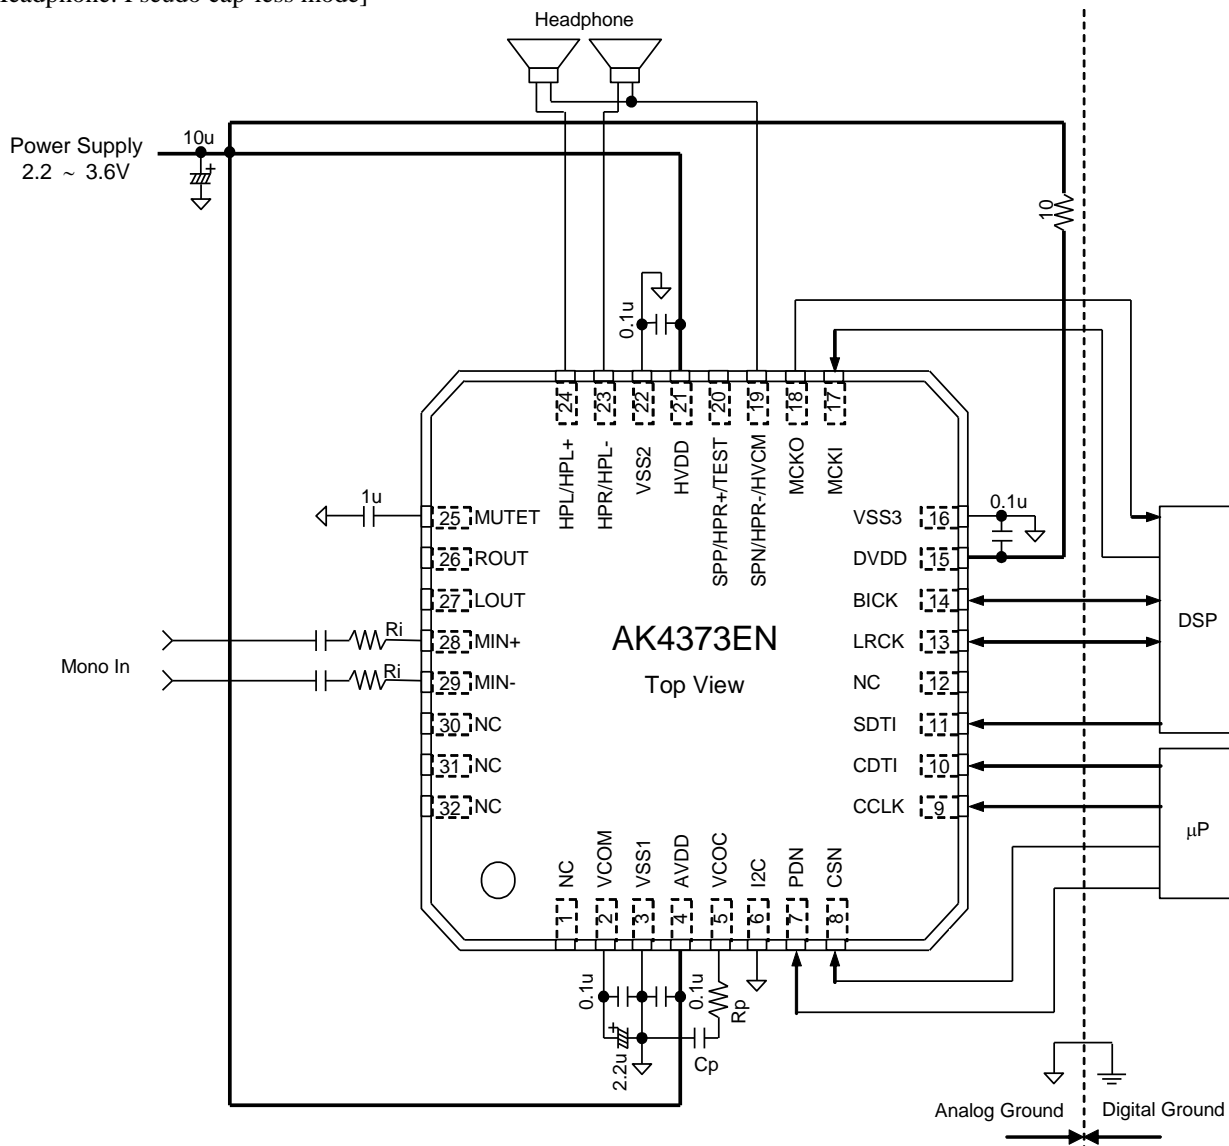 Headphone: Pseudo cap-less mode]
Headphone
Power Supply
2.2 ~ 3.6V
10u
10
0.1u
24
23
22
21
20
19
18
17
HPL/HPL+
HPR/HPL-
VSS2
HVDD
SPP/HPR+/TEST
SPN/HPR-/HVCM
MCKO
MCKI
1u
25 MUTET
26 ROUT
27 LOUT
Ri
28 MIN+
Mono In
Ri
29 MIN-
30 NC
31 NC
32 NC
AK4373EN
Top View
0.1u
VSS3 16
DVDD 15
BICK 14
LRCK 13
NC 12
SDTI 11
CDTI 10
CCLK 9
DSP
µP
NC
VCOM
VSS1
AVDD
VCOC
I2C
PDN
CSN
1
2
3
4
5
6
7
8
0.1u
0.1u
Rp
2.2u
Cp
Analog Ground
Digital Ground